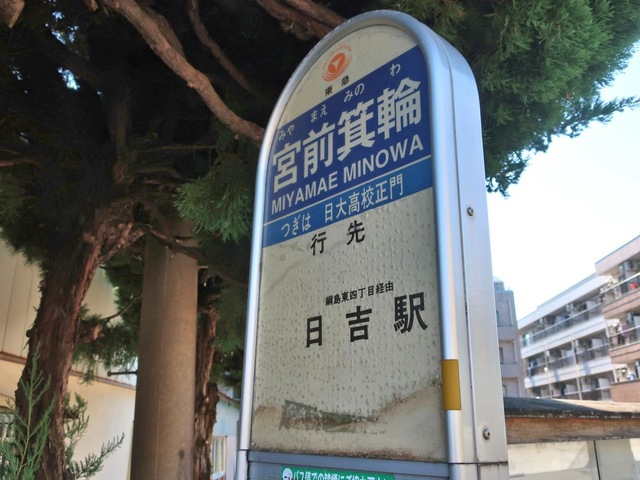 東急
みや まえ みの わ
宮前箕輪
MIYAMAE MINOWA
つぎは 日大高校正門
行先
綱島東四丁目経由
日吉駅